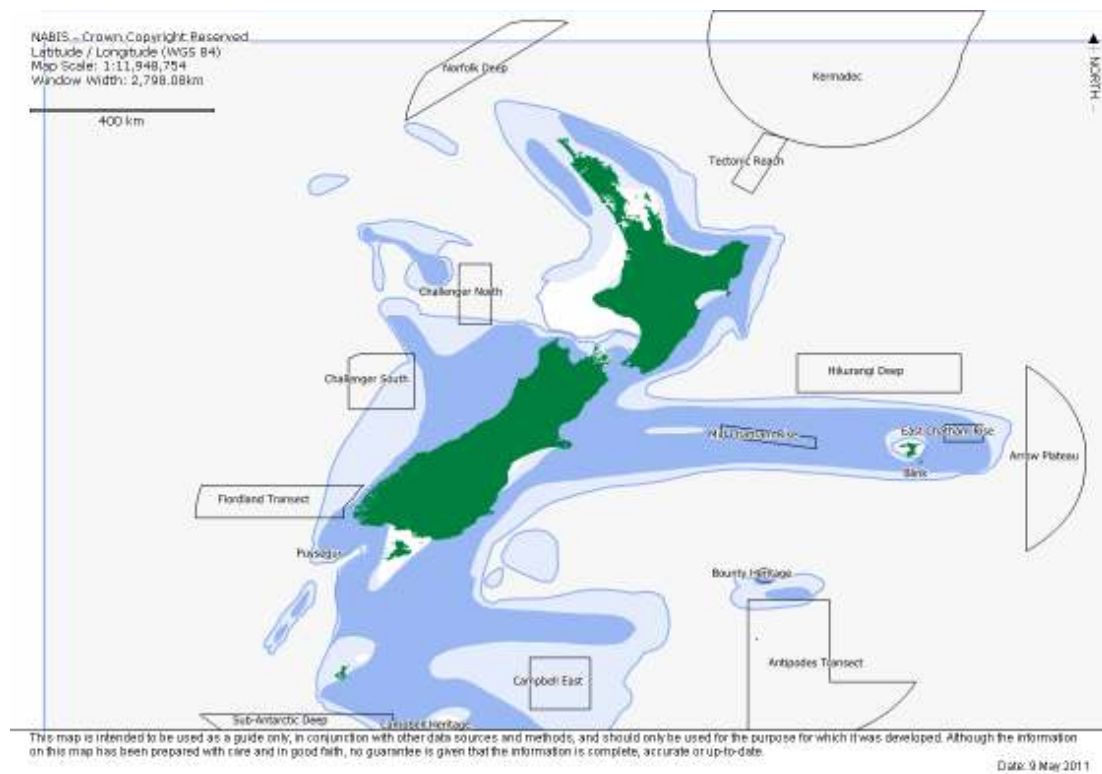 NABIS - Crown Copyright Reserved
Latitude / Longitude (WGS 84)
Map Scale: 1:11,948,754
Window Width: 2,798.08km
400 km
NORTH
Norfolk Deep
Kermadec
Tectonic Reach
Challenger North
Challenger South
Hikurangi Deep
Mid Chatham Rise
East Chatham Rise
Arrow Plateau
Fiordland Transect
Puysegur
Bounty Heritage
Antipodes Transect
Campbell East
Sub-Antarctic Deep
Campbell Heritage
This map is intended to be used as a guide only, in conjunction with other data sources and methods, and should only be used for the purpose for which it was developed. Although the information
on this map has been prepared with care and in good faith, no guarantee is given that the information is complete, accurate or up-to-date.
Date: 9 May 2011